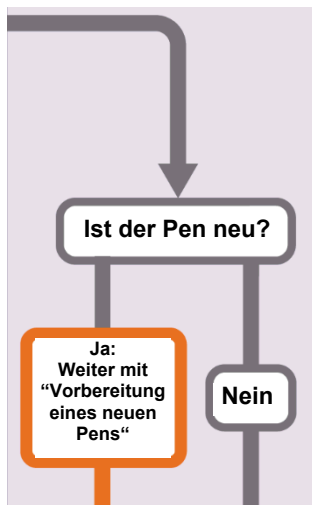 Ist der Pen neu?
Ja:
Weiter mit
“Vorbereitung
eines neuen
Pens“
Nein